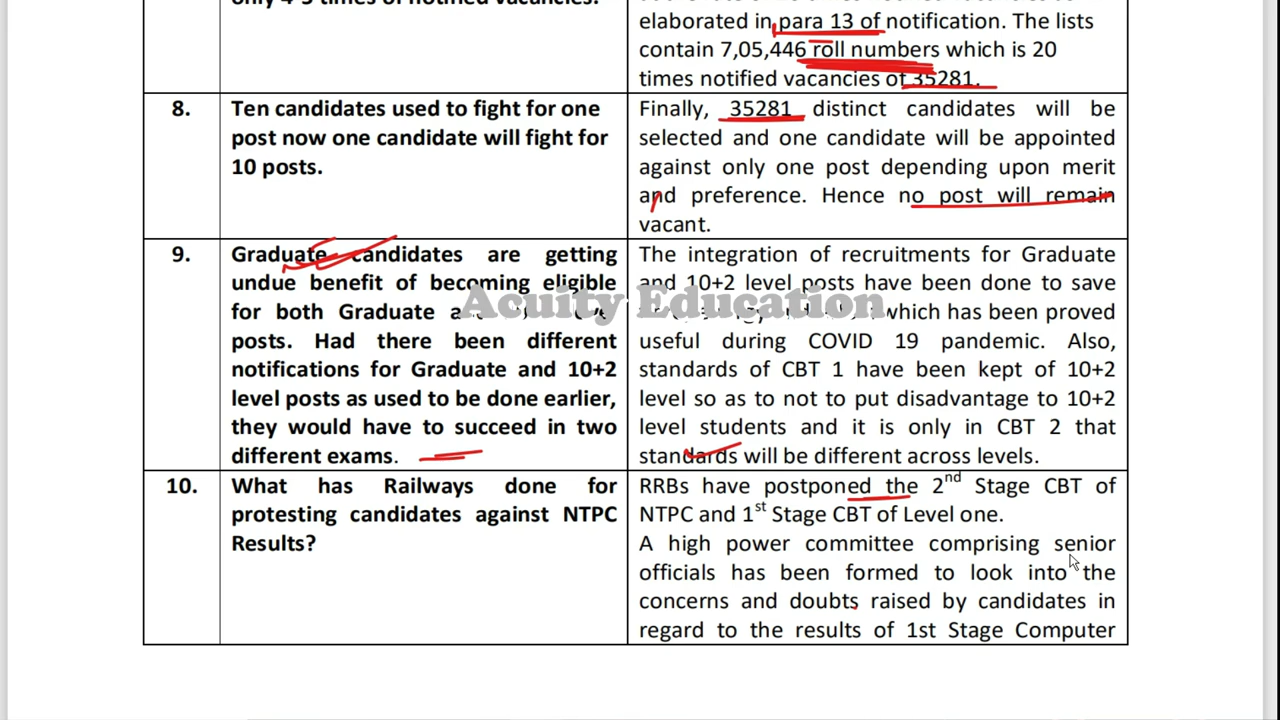 only 4-5 times of notified vacancies?
elaborated in para 13 of notification. The lists
contain 7,05,446 roll numbers which is 20
times notified vacancies of 35281.
8.
Ten candidates used to fight for one
post now one candidate will fight for
10 posts.
Finally, 35281 distinct candidates will be
selected and one candidate will be appointed
against only one post depending upon merit
and preference. Hence no post will remain
vacant.
9.
Graduate candidates are getting
undue benefit of becoming eligible
for both Graduate
posts. Had there been different
notifications for Graduate and 10+2
level posts as used to be done earlier,
they would have to succeed in two
different exams.
The integration of recruitments for Graduate
and 10+2 level posts have been done to save
which has been proved
useful during COVID 19 pandemic. Also,
standards of CBT 1 have been kept of 10+2
level so as to not to put disadvantage to 10+2
level students and it is only in CBT 2 that
standards will be different across levels.
Acuity Education
10.
What has Railways done for
protesting candidates against NTPC
Results?
RRBs have postponed the 2nd Stage CBT of
NTPC and 1st Stage CBT of Level one.
A high power committee comprising senior
officials has been formed to look into the
concerns and doubts raised by candidates in
regard to the results of 1st Stage Computer